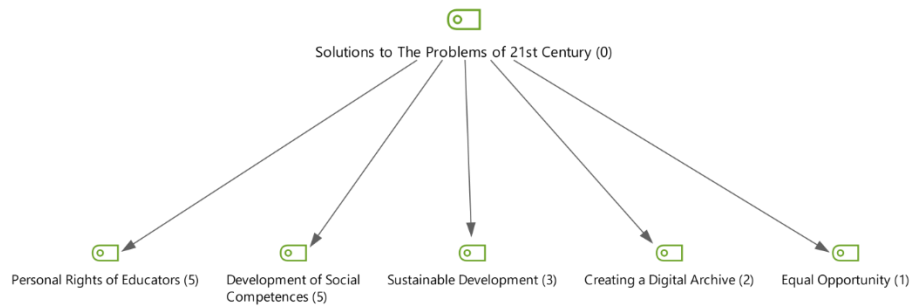 Solutions to The Problems of 21st Century (0)
Personal Rights of Educators (5)
Development of Social
Competences (5)
Sustainable Development (3)
Creating a Digital Archive (2)
Equal Opportunity (1)